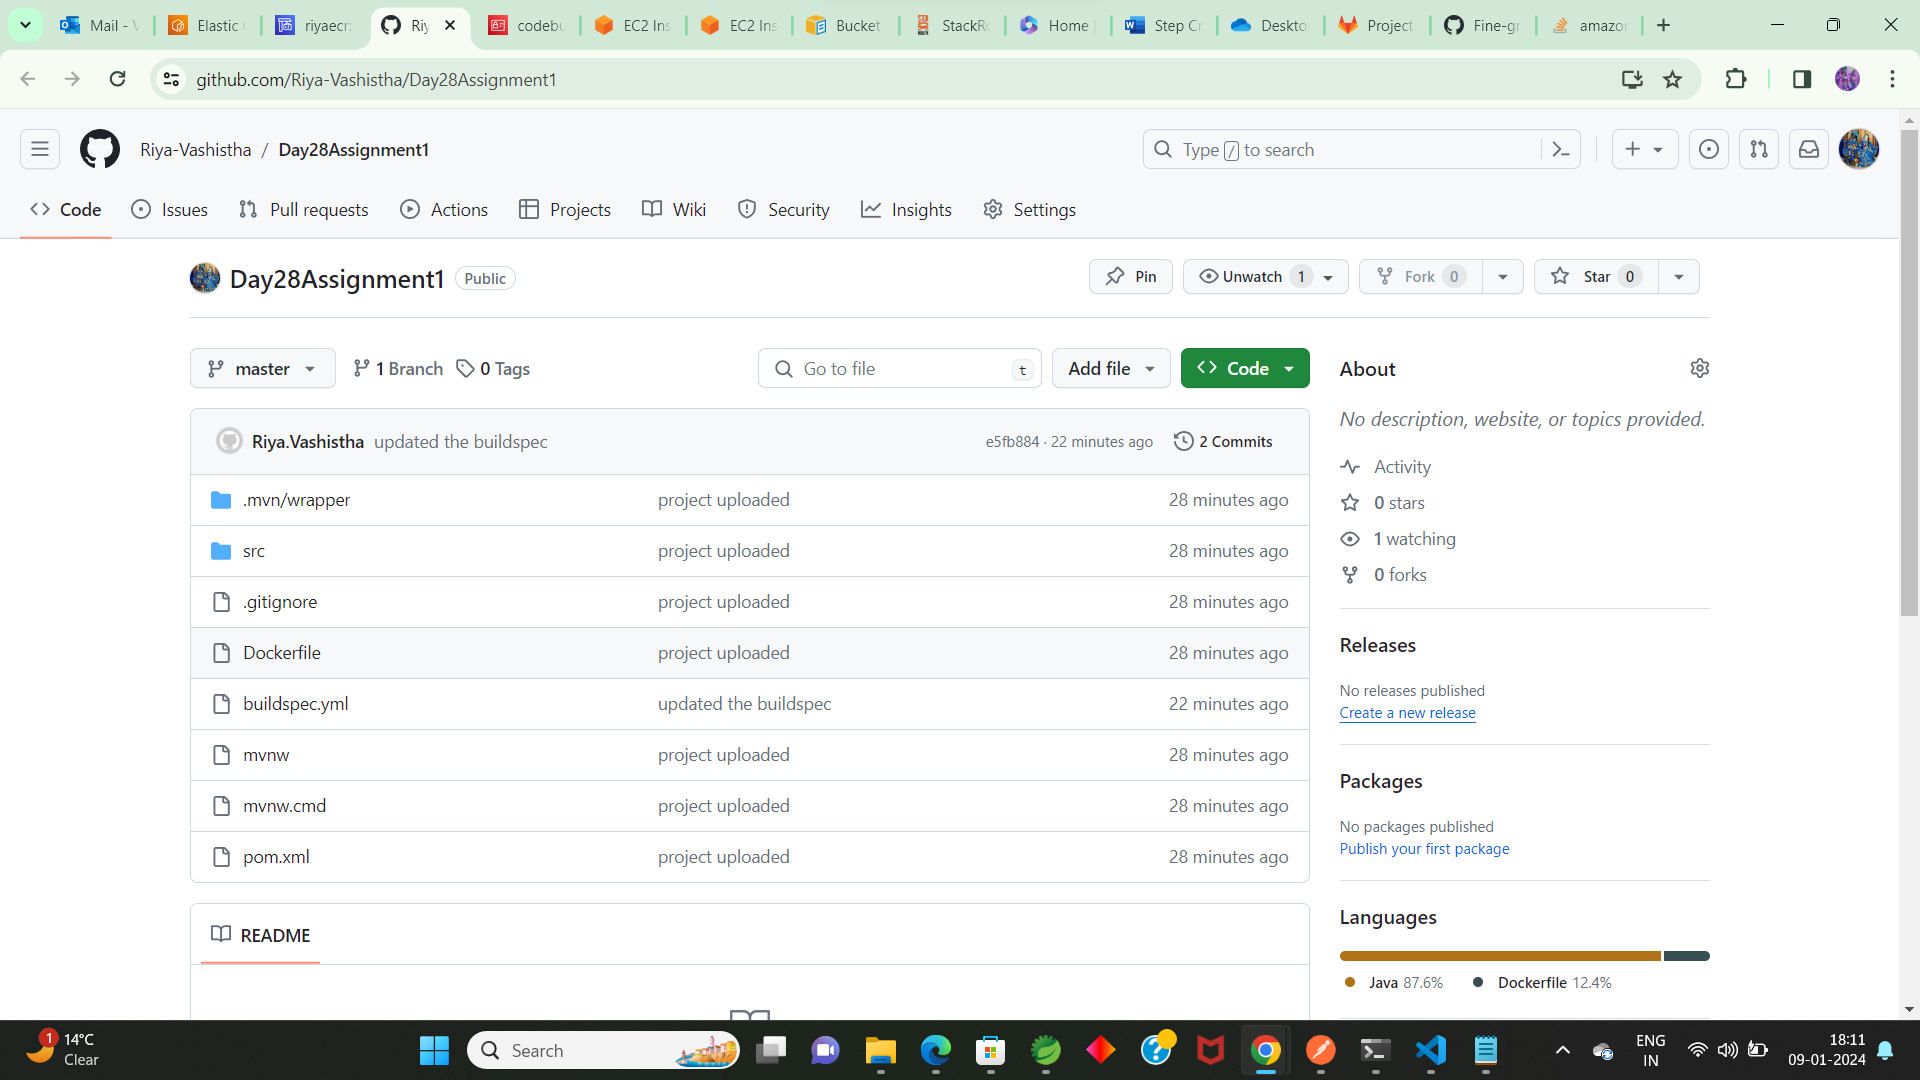 Mail - V
Elastic C
riyaecr
Riy
codebu
EC2 Ins
EC2 Ins
Bucket
StackRo
Home |
Step Cr
Deskto
Project
Fine-gr
amazon
github.com/Riya-Vashistha/Day28Assignment1
Riya-Vashistha / Day28Assignment1
Type / to search
Code
Issues
Pull requests
Actions
Projects
Wiki
Security
Insights
Settings
Day28Assignment1 Public
Pin
Unwatch 1
Fork 0
Star 0
master
1 Branch
0 Tags
Go to file t
Add file
Code
Riya.Vashistha updated the buildspec e5fb884 · 22 minutes ago 2 Commits
.mvn/wrapper project uploaded 28 minutes ago
src project uploaded 28 minutes ago
.gitignore project uploaded 28 minutes ago
Dockerfile project uploaded 28 minutes ago
buildspec.yml updated the buildspec 22 minutes ago
mvnw project uploaded 28 minutes ago
mvnw.cmd project uploaded 28 minutes ago
pom.xml project uploaded 28 minutes ago
README
About
No description, website, or topics provided.
Activity
0 stars
1 watching
0 forks
Releases
No releases published
Create a new release
Packages
No packages published
Publish your first package
Languages
Java 87.6% Dockerfile 12.4%
1
14°C
Clear
Search
ENG
IN
18:11
09-01-2024